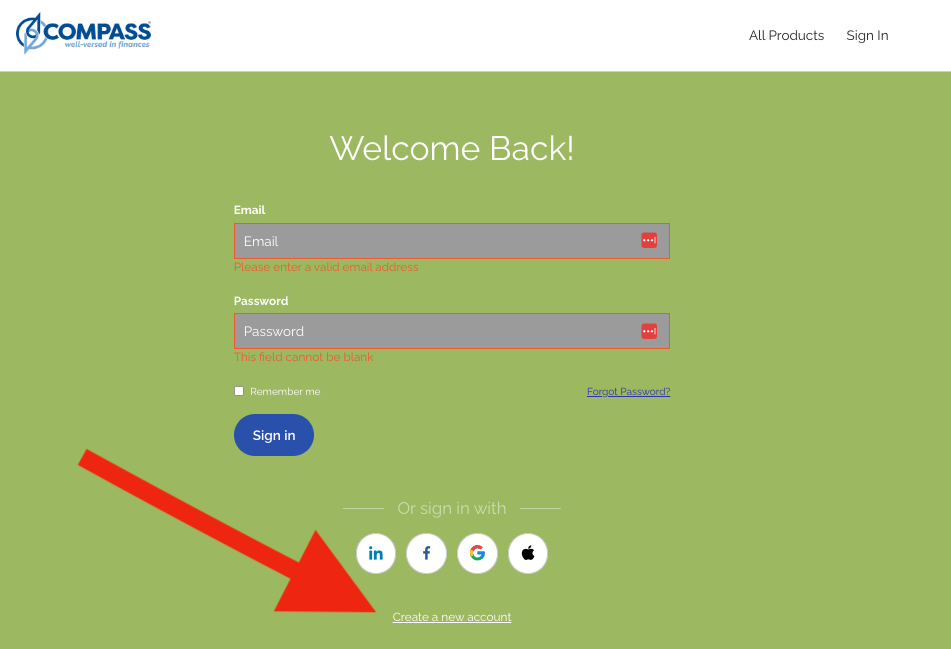 COMPASS
well-versed in finances
All Products
Sign In
Welcome Back!
Email
Email
Please enter a valid email address
Password
Password
This field cannot be blank
Remember me
Forgot Password?
Sign in
Or sign in with
in
f
G
Create a new account